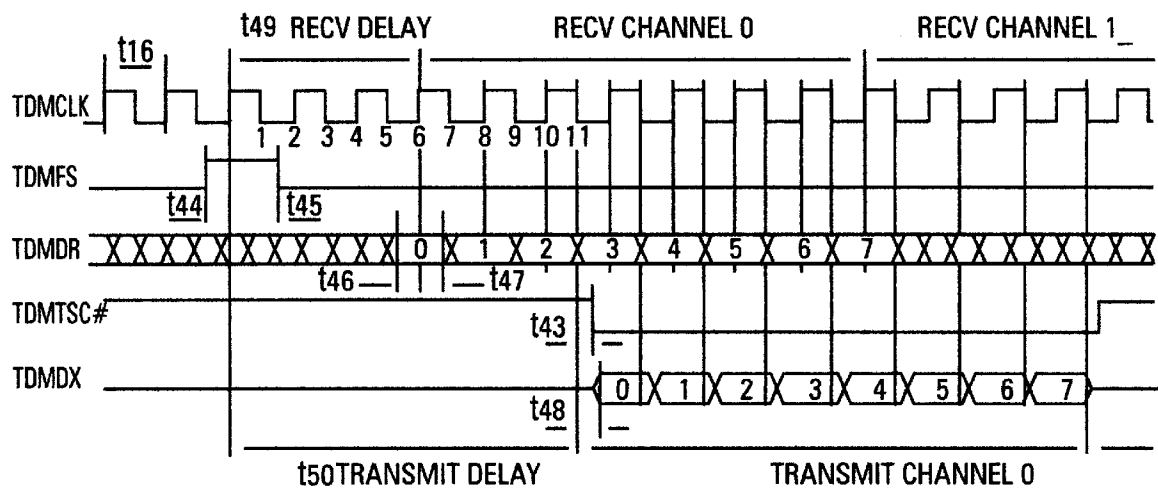 t49 RECV DELAY RECV CHANNEL 0 RECV CHANNEL 1
t16
TDMCLK
1 2 3 4 5 6 7 8 9 10 11
TDMFS
t44 t45
TDMDR 0 1 2 3 4 5 6 7
t46 t47
TDMTSC#
t43
TDMDX 0 1 2 3 4 5 6 7
t48
t50 TRANSMIT DELAY TRANSMIT CHANNEL 0